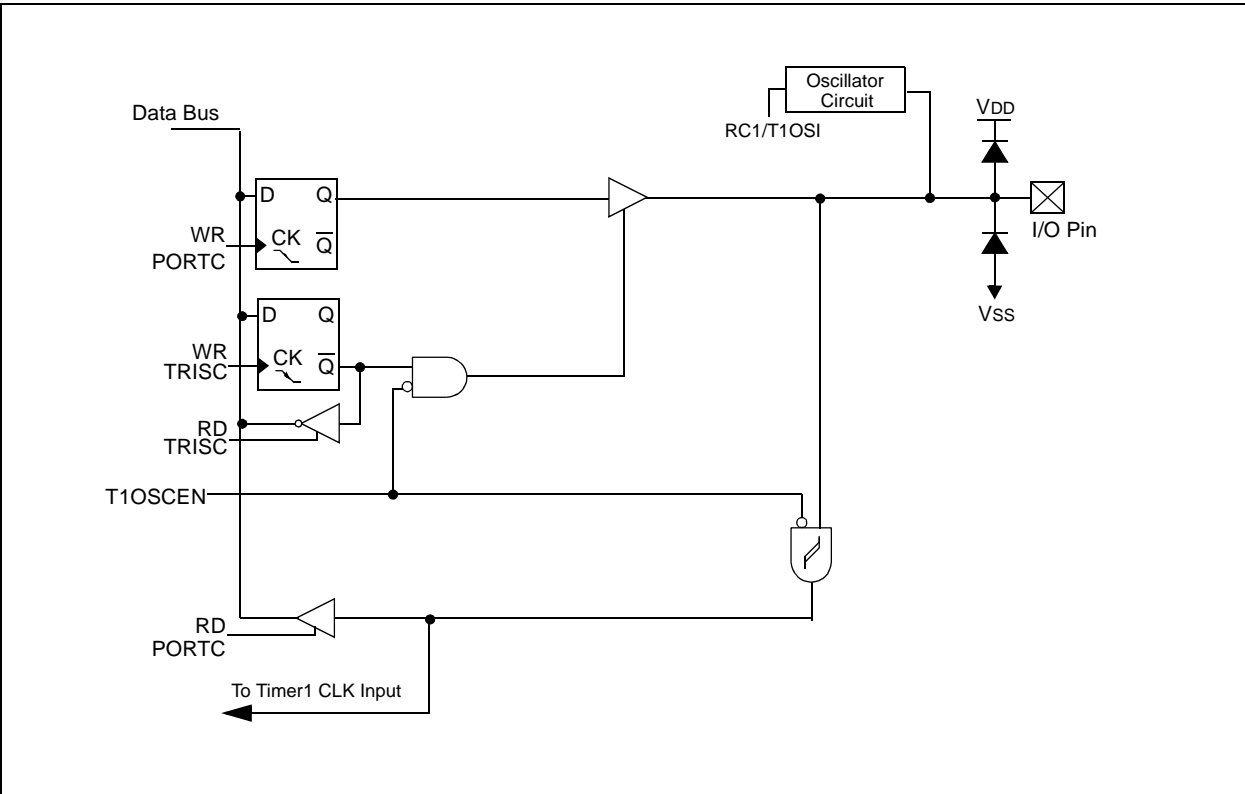 Oscillator
Circuit
Data Bus
VDD
RC1/T1OSI
D Q
I/O Pin
WR
PORTC
CK Q̅
D Q
VSS
WR
TRISC
CK Q̅
RD
TRISC
T1OSCEN
RD
PORTC
To Timer1 CLK Input